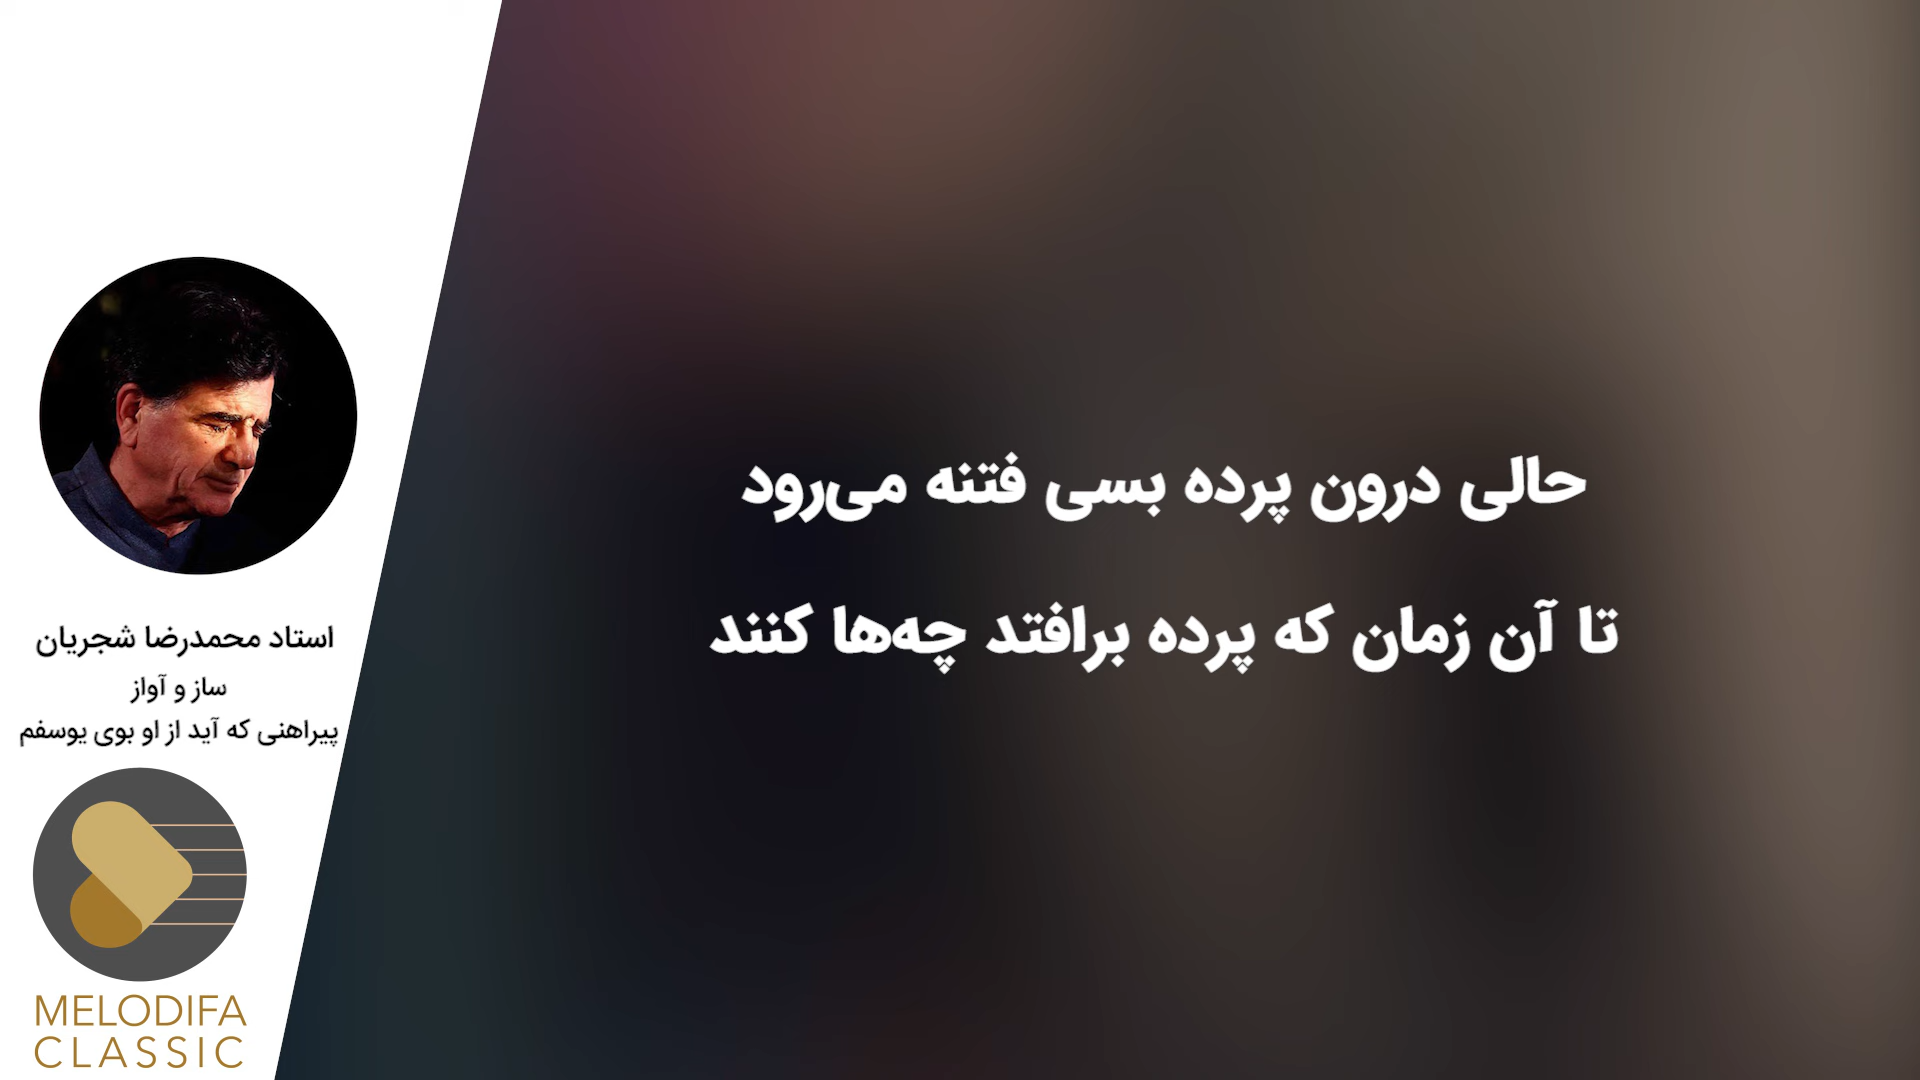 حالی درون پرده بسی فتنه می‌رود
تا آن زمان که پرده برافتد چه‌ها کنند
استاد محمدرضا شجریان
ساز و آواز
پیراهنی که آید از او بوی یوسفم
MELODIFA
CLASSIC